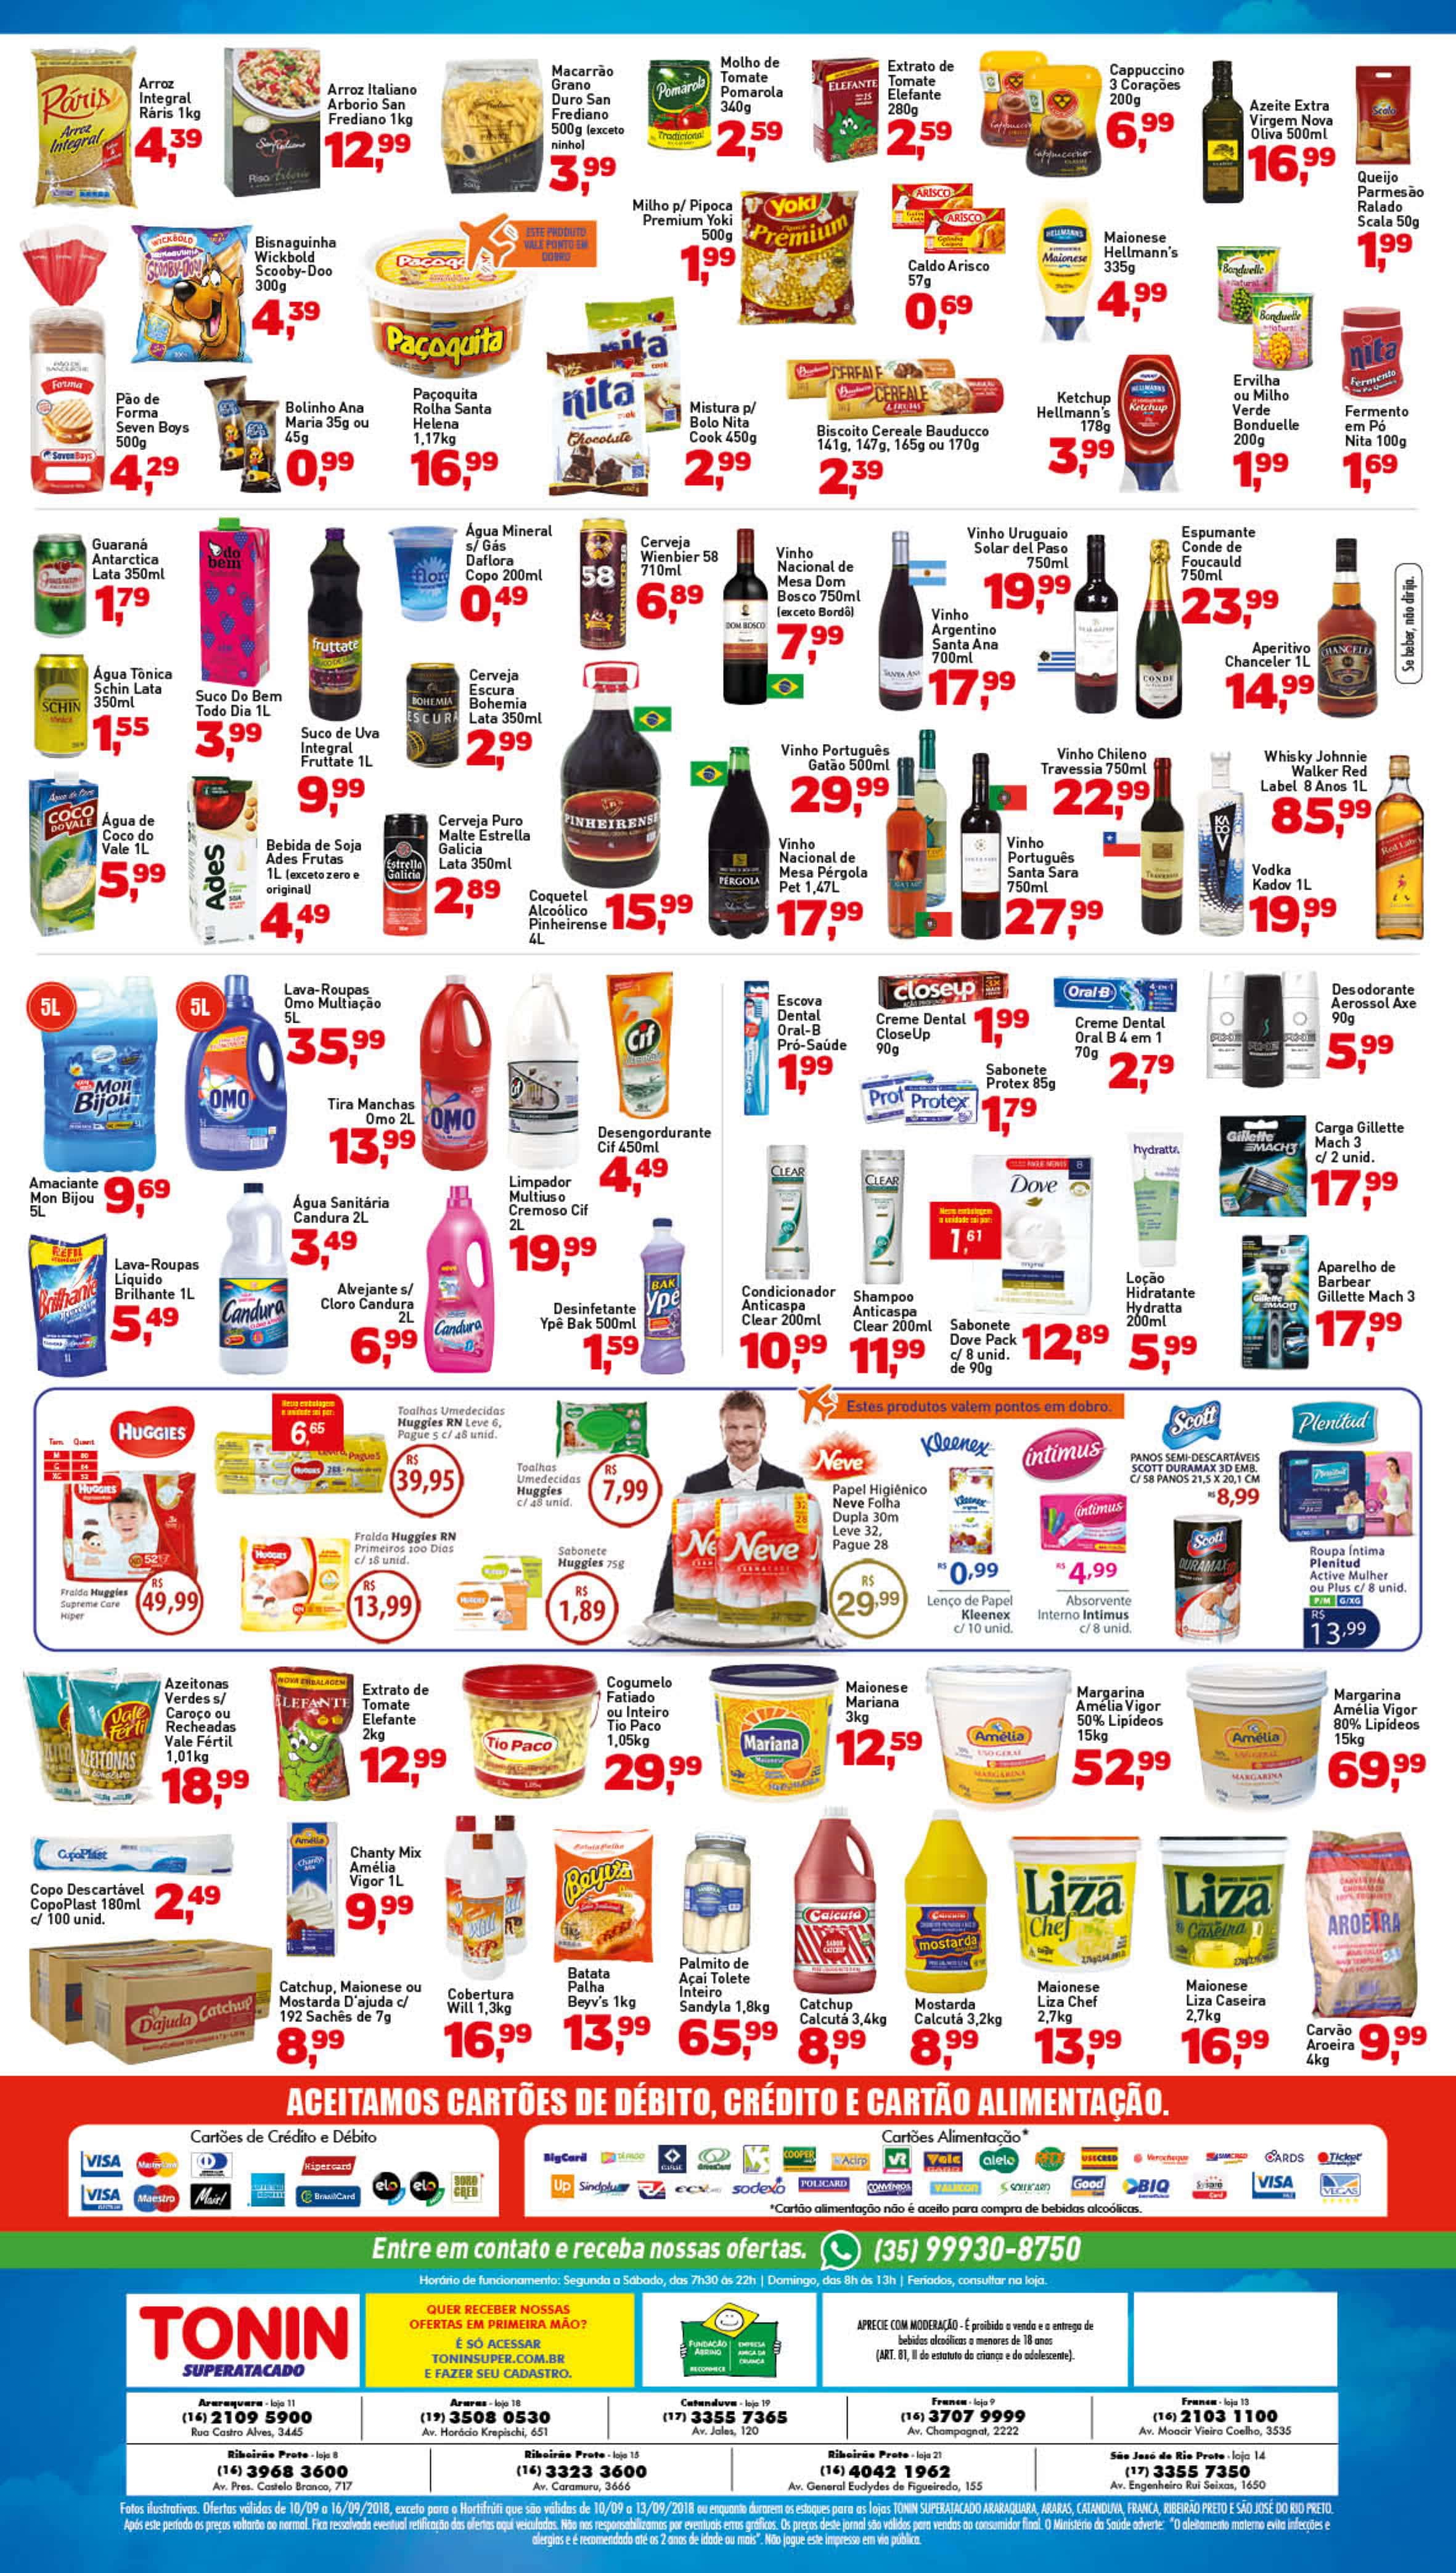 Arroz
Integral
Ráris 1kg
4,39
Arroz Italiano
Arborio San
Frediano 1kg
12,99
Macarrão
Grano
Duro San
Frediano
500g (exceto
ninho)
3,99
Molho de
Tomate
Pomarola
340g
2,59
Extrato de
Tomate
Elefante
280g
2,59
Cappuccino
3 Corações
200g
6,99
Azeite Extra
Virgem Nova
Oliva 500ml
16,99
Queijo
Parmesão
Ralado
Scala 50g
1,99
Bisnaguinha
Wickbold
Scooby-Doo
300g
4,39
ESTE PRODUTO
VALE PONTO EM
DOBRO
Milho p/ Pipoca
Premium Yoki
500g
1,99
Caldo Arisco
57g
0,69
Maionese
Hellmann's
335g
4,99
Pão de
Forma
Seven Boys
500g
4,29
Bolinho Ana
Maria 35g ou
45g
0,99
Paçoquita
Rolha Santa
Helena
1,17kg
16,99
Mistura p/
Bolo Nita
Cook 450g
2,99
Biscoito Cereale Bauducco
141g, 147g, 165g ou 170g
2,39
Ketchup
Hellmann's
178g
3,99
Ervilha
ou Milho
Verde
Bonduelle
200g
1,99
Fermento
em Pó
Nita 100g
1,69
Guaraná
Antarctica
Lata 350ml
1,79
Água Tônica
Schin Lata
350ml
1,55
Água de
Coco do
Vale 1L
5,99
Suco Do Bem
Todo Dia 1L
3,99
Suco de Uva
Integral
Fruttate 1L
9,99
Bebida de Soja
Ades Frutas
1L (exceto zero e
original)
4,49
Água Mineral
s/ Gás
Daflora
Copo 200ml
0,49
Cerveja
Escura
Bohemia
Lata 350ml
2,99
Cerveja Puro
Malte Estrella
Galicia
Lata 350ml
2,89
Cerveja
Wienbier 58
710ml
6,89
Coquetel
Alcoólico
Pinheirense
4L
15,99
Vinho
Nacional de
Mesa Dom
Bosco 750ml
(exceto Bordô)
7,99
Vinho
Argentino
Santa Ana
700ml
17,99
Vinho Uruguaio
Solar del Paso
750ml
19,99
Espumante
Conde de
Foucauld
750ml
23,99
Aperitivo
Chanceler 1L
14,99
Se beber, não dirija.
Vinho
Nacional de
Mesa Pérgola
Pet 1,47L
17,99
Vinho Português
Gatão 500ml
29,99
Vinho
Português
Santa Sara
750ml
27,99
Vinho Chileno
Travessia 750ml
22,99
Vodka
Kadov 1L
19,99
Whisky Johnnie
Walker Red
Label 8 Anos 1L
85,99
5L
Amaciante
Mon Bijou
5L
9,69
5L
Lava-Roupas
Omo Multiação
5L
35,99
Tira Manchas
Omo 2L
13,99
Limpador
Multiuso
Cremoso Cif
2L
19,99
Desengordurante
Cif 450ml
4,49
Lava-Roupas
Líquido
Brilhante 1L
5,49
Água Sanitária
Candura 2L
3,49
Alvejante s/
Cloro Candura
2L
6,99
Desinfetante
Ypê Bak 500ml
1,59
Escova
Dental
Oral-B
Pró-Saúde
1,99
Creme Dental
CloseUp
90g
1,99
Sabonete
Protex 85g
1,79
Creme Dental
Oral B 4 em 1
70g
2,79
Desodorante
Aerossol Axe
90g
5,99
Condicionador
Anticaspa
Clear 200ml
10,99
Shampoo
Anticaspa
Clear 200ml
11,99
Nesta embalagem
a unidade sai por:
1,61
Sabonete
Dove Pack
c/ 8 unid.
de 90g
12,89
Loção
Hidratante
Hydratta
200ml
5,99
Carga Gillette
Mach 3
c/ 2 unid.
17,99
Aparelho de
Barbear
Gillette Mach 3
17,99
HUGGIES
Tam. Quant
M 80
G 64
XG 52
Fralda Huggies
Supreme Care
Hiper
R$
49,99
Nesta embalagem
a unidade sai por:
6,65
Toalhas Umedecidas
Huggies RN Leve 6,
Pague 5 c/ 48 unid.
R$
39,95
Fralda Huggies RN
Primeiros 100 Dias
c/ 18 unid.
R$
13,99
Toalhas
Umedecidas
Huggies
c/ 48 unid.
R$
7,99
Sabonete
Huggies 75g
R$
1,89
Estes produtos valem pontos em dobro.
Neve
Papel Higiênico
Neve Folha
Dupla 30m
Leve 32,
Pague 28
R$
29,99
Kleenex
R$ 0,99
Lenço de Papel
Kleenex
c/ 10 unid.
intimus
R$ 4,99
Absorvente
Interno Intimus
c/ 8 unid.
Scott
PANOS SEMI-DESCARTÁVEIS
SCOTT DURAMAX 3D EMB.
C/ 58 PANOS 21,5 X 20,1 CM
R$ 8,99
Plenitud
Roupa Íntima
Plenitud
Active Mulher
ou Plus c/ 8 unid.
P/M G/XG
R$
13,99
Azeitonas
Verdes s/
Caroço ou
Recheadas
Vale Fértil
1,01kg
18,99
Extrato de
Tomate
Elefante
2kg
12,99
Cogumelo
Fatiado
ou Inteiro
Tio Paco
1,05kg
29,99
Maionese
Mariana
3kg
12,59
Margarina
Amélia Vigor
50% Lipídeos
15kg
52,99
Margarina
Amélia Vigor
80% Lipídeos
15kg
69,99
Copo Descartável
CopoPlast 180ml
c/ 100 unid.
2,49
Chanty Mix
Amélia
Vigor 1L
9,99
Catchup, Maionese ou
Mostarda D'ajuda c/
192 Sachês de 7g
8,99
Cobertura
Will 1,3kg
16,99
Batata
Palha
Beyv's 1kg
13,99
Palmito de
Açaí Tolete
Inteiro
Sandyla 1,8kg
65,99
Catchup
Calcutá 3,4kg
8,99
Mostarda
Calcutá 3,2kg
8,99
Maionese
Liza Chef
2,7kg
13,99
Maionese
Liza Caseira
2,7kg
16,99
Carvão
Aroeira
4kg
9,99
ACEITAMOS CARTÕES DE DÉBITO, CRÉDITO E CARTÃO ALIMENTAÇÃO.
Cartões de Crédito e Débito
VISA MasterCard Hipercard
VISA Maestro Mais! BrasilCard elo elo SOROCRED
Cartões Alimentação*
BigCard COOPER VR Vale alelo Verocheque CARDS Ticket
Up Sindplus sodexo POLICARD CONVÊNIOS VALECON Good BIQ VISA VEGAS
*Cartão alimentação não é aceito para compra de bebidas alcoólicas.
Entre em contato e receba nossas ofertas. (35) 99930-8750
Horário de funcionamento: Segunda a Sábado, das 7h30 às 22h | Domingo, das 8h às 13h | Feriados, consultar na loja.
TONIN
SUPERATACADO
QUER RECEBER NOSSAS
OFERTAS EM PRIMEIRA MÃO?
É SÓ ACESSAR
TONINSUPER.COM.BR
E FAZER SEU CADASTRO.
FUNDAÇÃO ABRINQ RECONHECE
EMPRESA AMIGA DA CRIANÇA
APRECIE COM MODERAÇÃO - É proibida a venda e a entrega de
bebidas alcoólicas a menores de 18 anos
(ART. 81, II do estatuto da criança e do adolescente).
Araraquara - loja 11
(16) 2109 5900
Rua Castro Alves, 3445
Araras - loja 18
(19) 3508 0530
Av. Horácio Krepischi, 651
Catanduva - loja 19
(17) 3355 7365
Av. Jales, 120
Franca - loja 9
(16) 3707 9999
Av. Champagnat, 2222
Franca - loja 13
(16) 2103 1100
Av. Moacir Vieira Coelho, 3535
Ribeirão Preto - loja 8
(16) 3968 3600
Av. Pres. Castelo Branco, 717
Ribeirão Preto - loja 15
(16) 3323 3600
Av. Caramuru, 3666
Ribeirão Preto - loja 21
(16) 4042 1962
Av. General Euclydes de Figueiredo, 155
São José do Rio Preto - loja 14
(17) 3355 7350
Av. Engenheiro Rui Seixas, 1650
Fotos ilustrativas. Ofertas válidas de 10/09 a 16/09/2018, exceto para o Hortifrúti que são válidas de 10/09 a 13/09/2018 ou enquanto durarem os estoques para as lojas TONIN SUPERATACADO ARARAQUARA, ARARAS, CATANDUVA, FRANCA, RIBEIRÃO PRETO E SÃO JOSÉ DO RIO PRETO.
Após este período os preços voltarão ao normal. Fica ressalvada eventual retificação das ofertas aqui veiculadas. Não nos responsabilizamos por eventuais erros gráficos. Os preços deste jornal são válidos para vendas ao consumidor final. O Ministério da Saúde adverte: "O aleitamento materno evita infecções e
alergias e é recomendado até os 2 anos de idade ou mais". Não jogue este impresso em via pública.